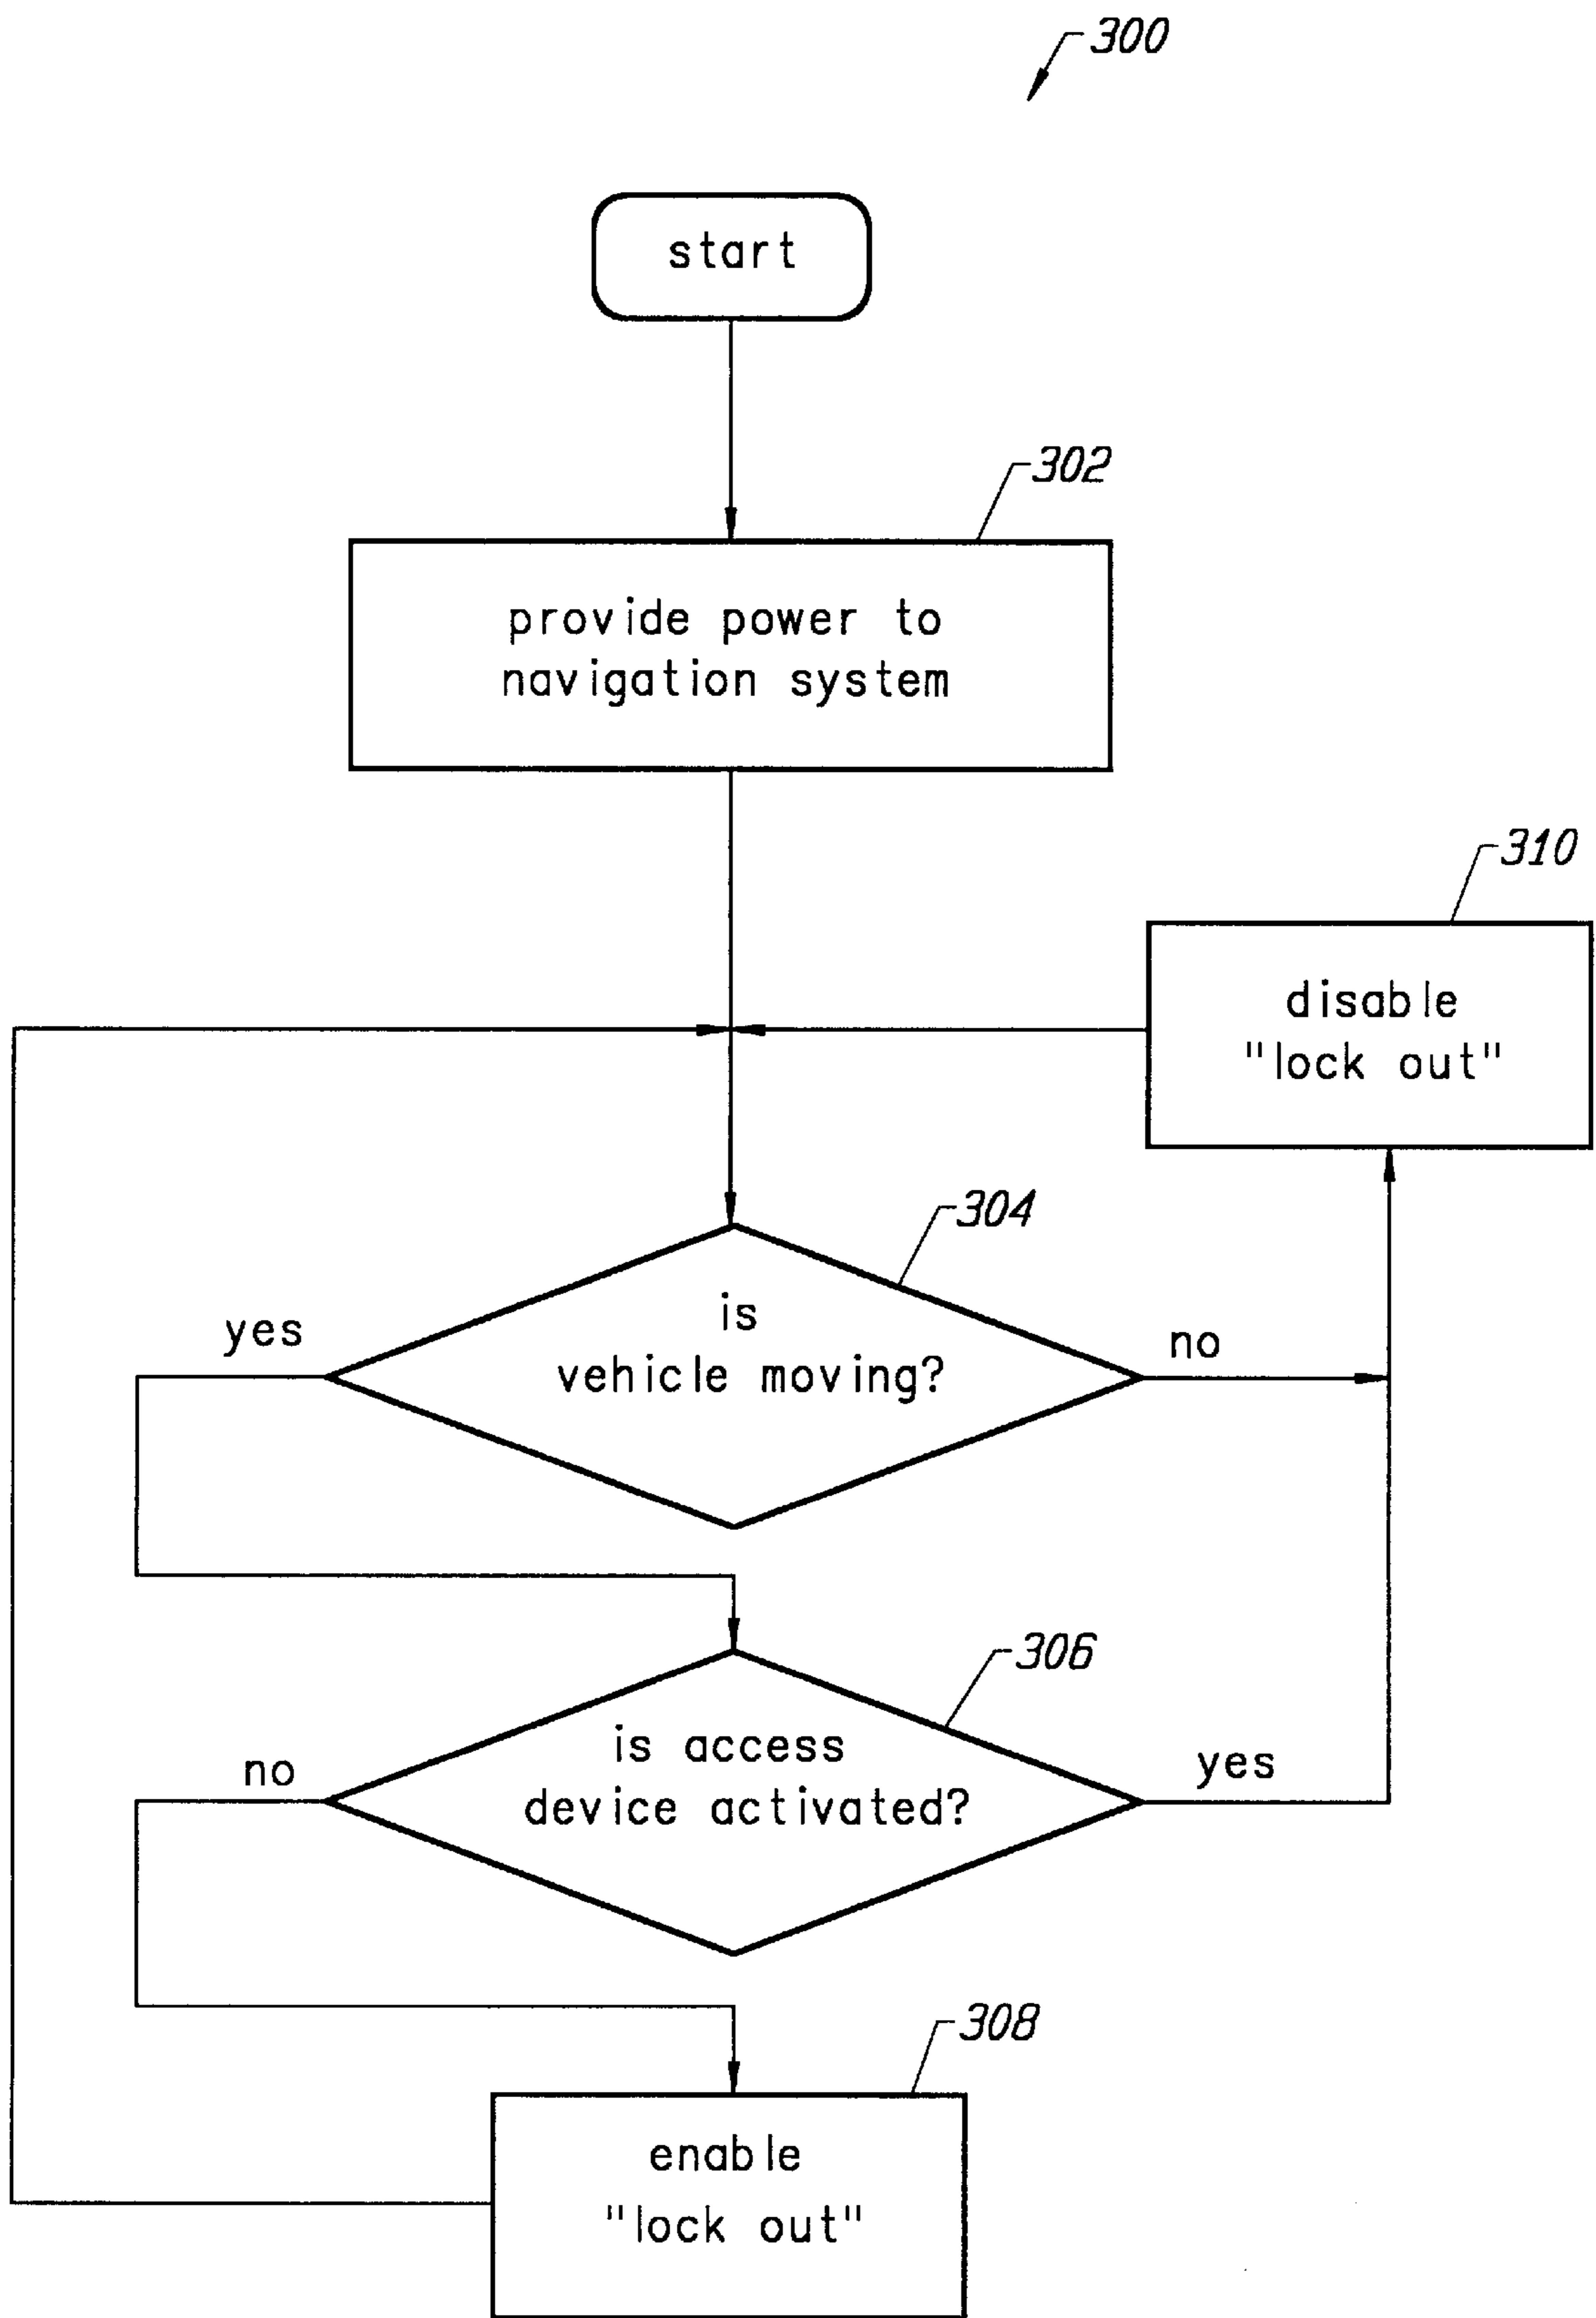 300
start
302
provide power to
navigation system
310
disable
"lock out"
304
is
vehicle moving?
yes
no
306
is access
device activated?
no
yes
308
enable
"lock out"